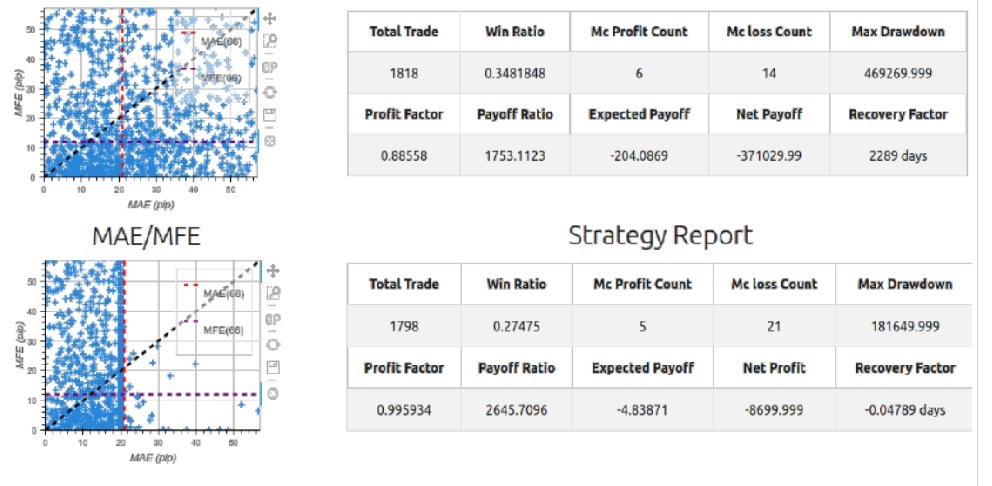 50
40
30
20
10
0
MFE (pip)
MAE(66)
MFE(66)
0 10 20 30 40 50
MAE (pip)
Total Trade Win Ratio Mc Profit Count Mc loss Count Max Drawdown
1818 0.3481848 6 14 469269.999
Profit Factor Payoff Ratio Expected Payoff Net Payoff Recovery Factor
0.88558 1753.1123 -204.0869 -371029.99 2289 days
MAE/MFE
Strategy Report
50
40
30
20
10
0
MFE (pip)
MAE(66)
MFE(66)
0 10 20 30 40 50
MAE (pip)
Total Trade Win Ratio Mc Profit Count Mc loss Count Max Drawdown
1798 0.27475 5 21 181649.999
Profit Factor Payoff Ratio Expected Payoff Net Profit Recovery Factor
0.995934 2645.7096 -4.83871 -8699.999 -0.04789 days